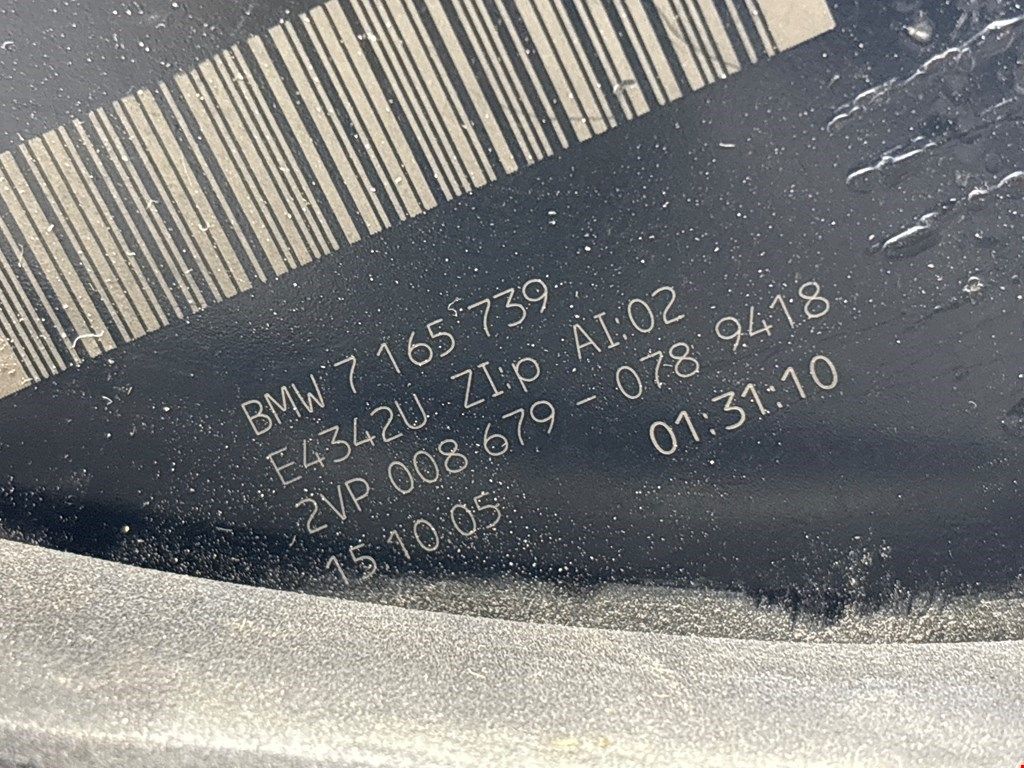 BMW 7 165 739
E4342U ZI:p AI:02
2VP 008 679 - 078 9418
15 10 05 01:31:10